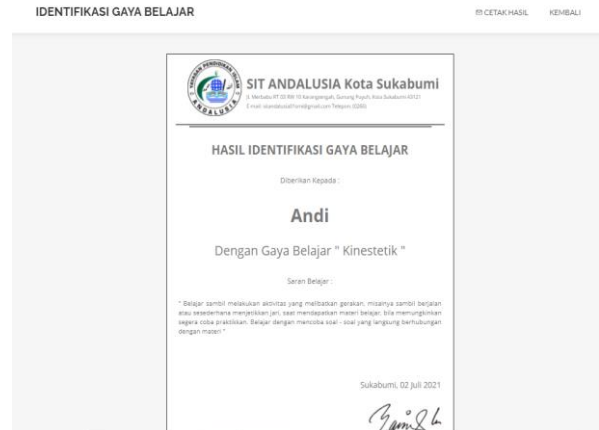 IDENTIFIKASI GAYA BELAJAR
CETAK HASIL KEMBALI
YAYASAN PENDIDIKAN ISLAM
ANDALUSIA
SIT ANDALUSIA Kota Sukabumi
HASIL IDENTIFIKASI GAYA BELAJAR
Diberikan Kepada :
Andi
Dengan Gaya Belajar " Kinestetik "
Saran Belajar :
" Belajar sambil melakukan aktivitas yang melibatkan gerakan, misalnya sambil berjalan
atau sesederhana menjetikkan jari, saat mendapatkan materi belajar, bila memungkinkan
segera coba praktikkan. Belajar dengan mencoba soal - soal yang langsung berhubungan
dengan materi "
Sukabumi, 02 Juli 2021